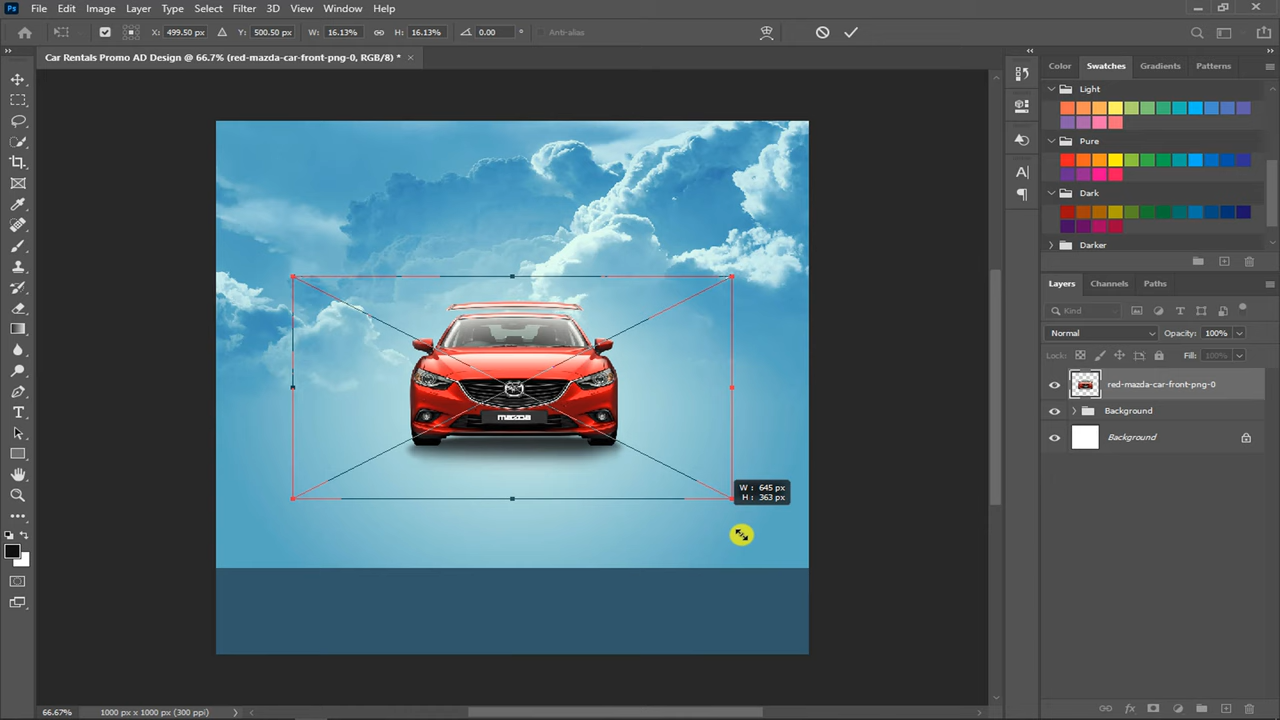 Ps File Edit Image Layer Type Select Filter 3D View Window Help
X: 499.50 px Y: 500.50 px W: 16.13% H: 16.13% 0.00 ° Anti-alias
Car Rentals Promo AD Design @ 66.7% (red-mazda-car-front-png-0, RGB/8) * ×
Color Swatches Gradients Patterns
Light
Pure
Dark
Darker
Layers Channels Paths
Kind
Normal Opacity: 100%
Lock: Fill: 100%
red-mazda-car-front-png-0
Background
Background
mazda
W : 645 px
H : 363 px
66.67% 1000 px x 1000 px (300 ppi)